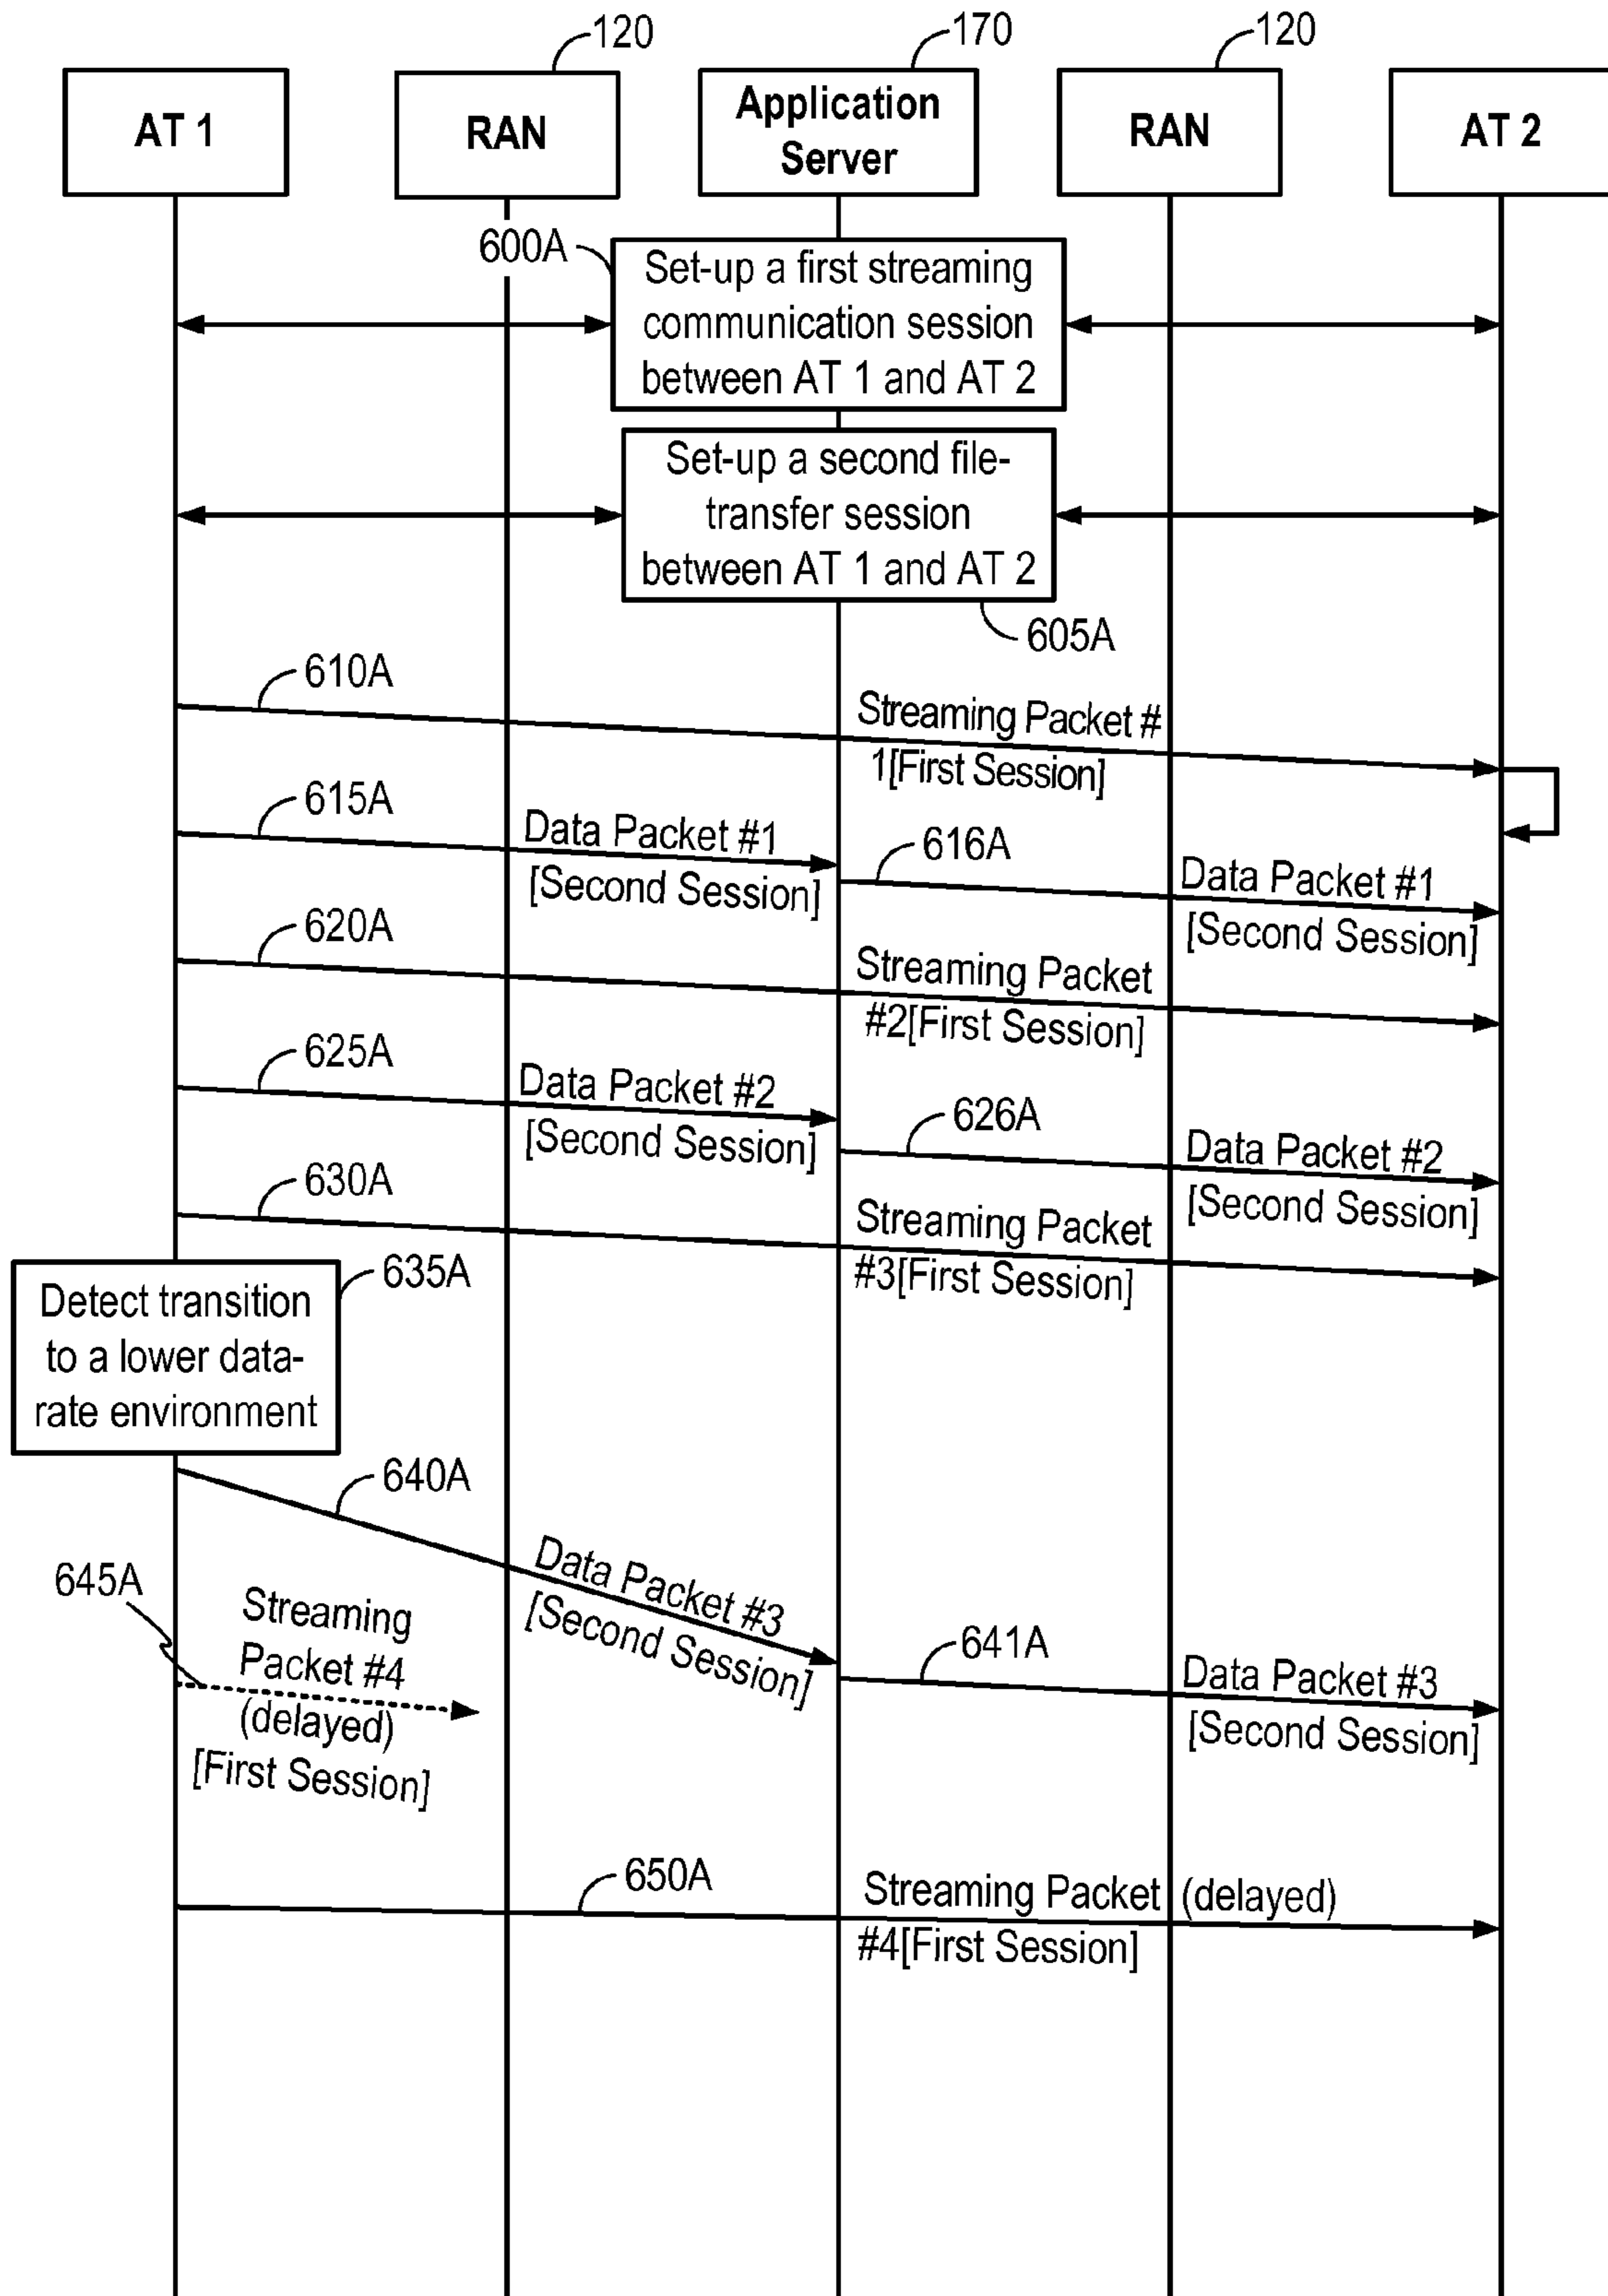 120
170
120
AT 1
RAN
Application
Server
RAN
AT 2
600A
Set-up a first streaming
communication session
between AT 1 and AT 2
Set-up a second file-
transfer session
between AT 1 and AT 2
605A
610A
Streaming Packet #
1[First Session]
615A
Data Packet #1
[Second Session]
616A
Data Packet #1
[Second Session]
620A
Streaming Packet
#2[First Session]
625A
Data Packet #2
[Second Session]
626A
Data Packet #2
[Second Session]
630A
Streaming Packet
#3[First Session]
635A
Detect transition
to a lower data-
rate environment
640A
Data Packet #3
[Second Session]
645A
Streaming
Packet #4
(delayed)
[First Session]
641A
Data Packet #3
[Second Session]
650A
Streaming Packet (delayed)
#4[First Session]